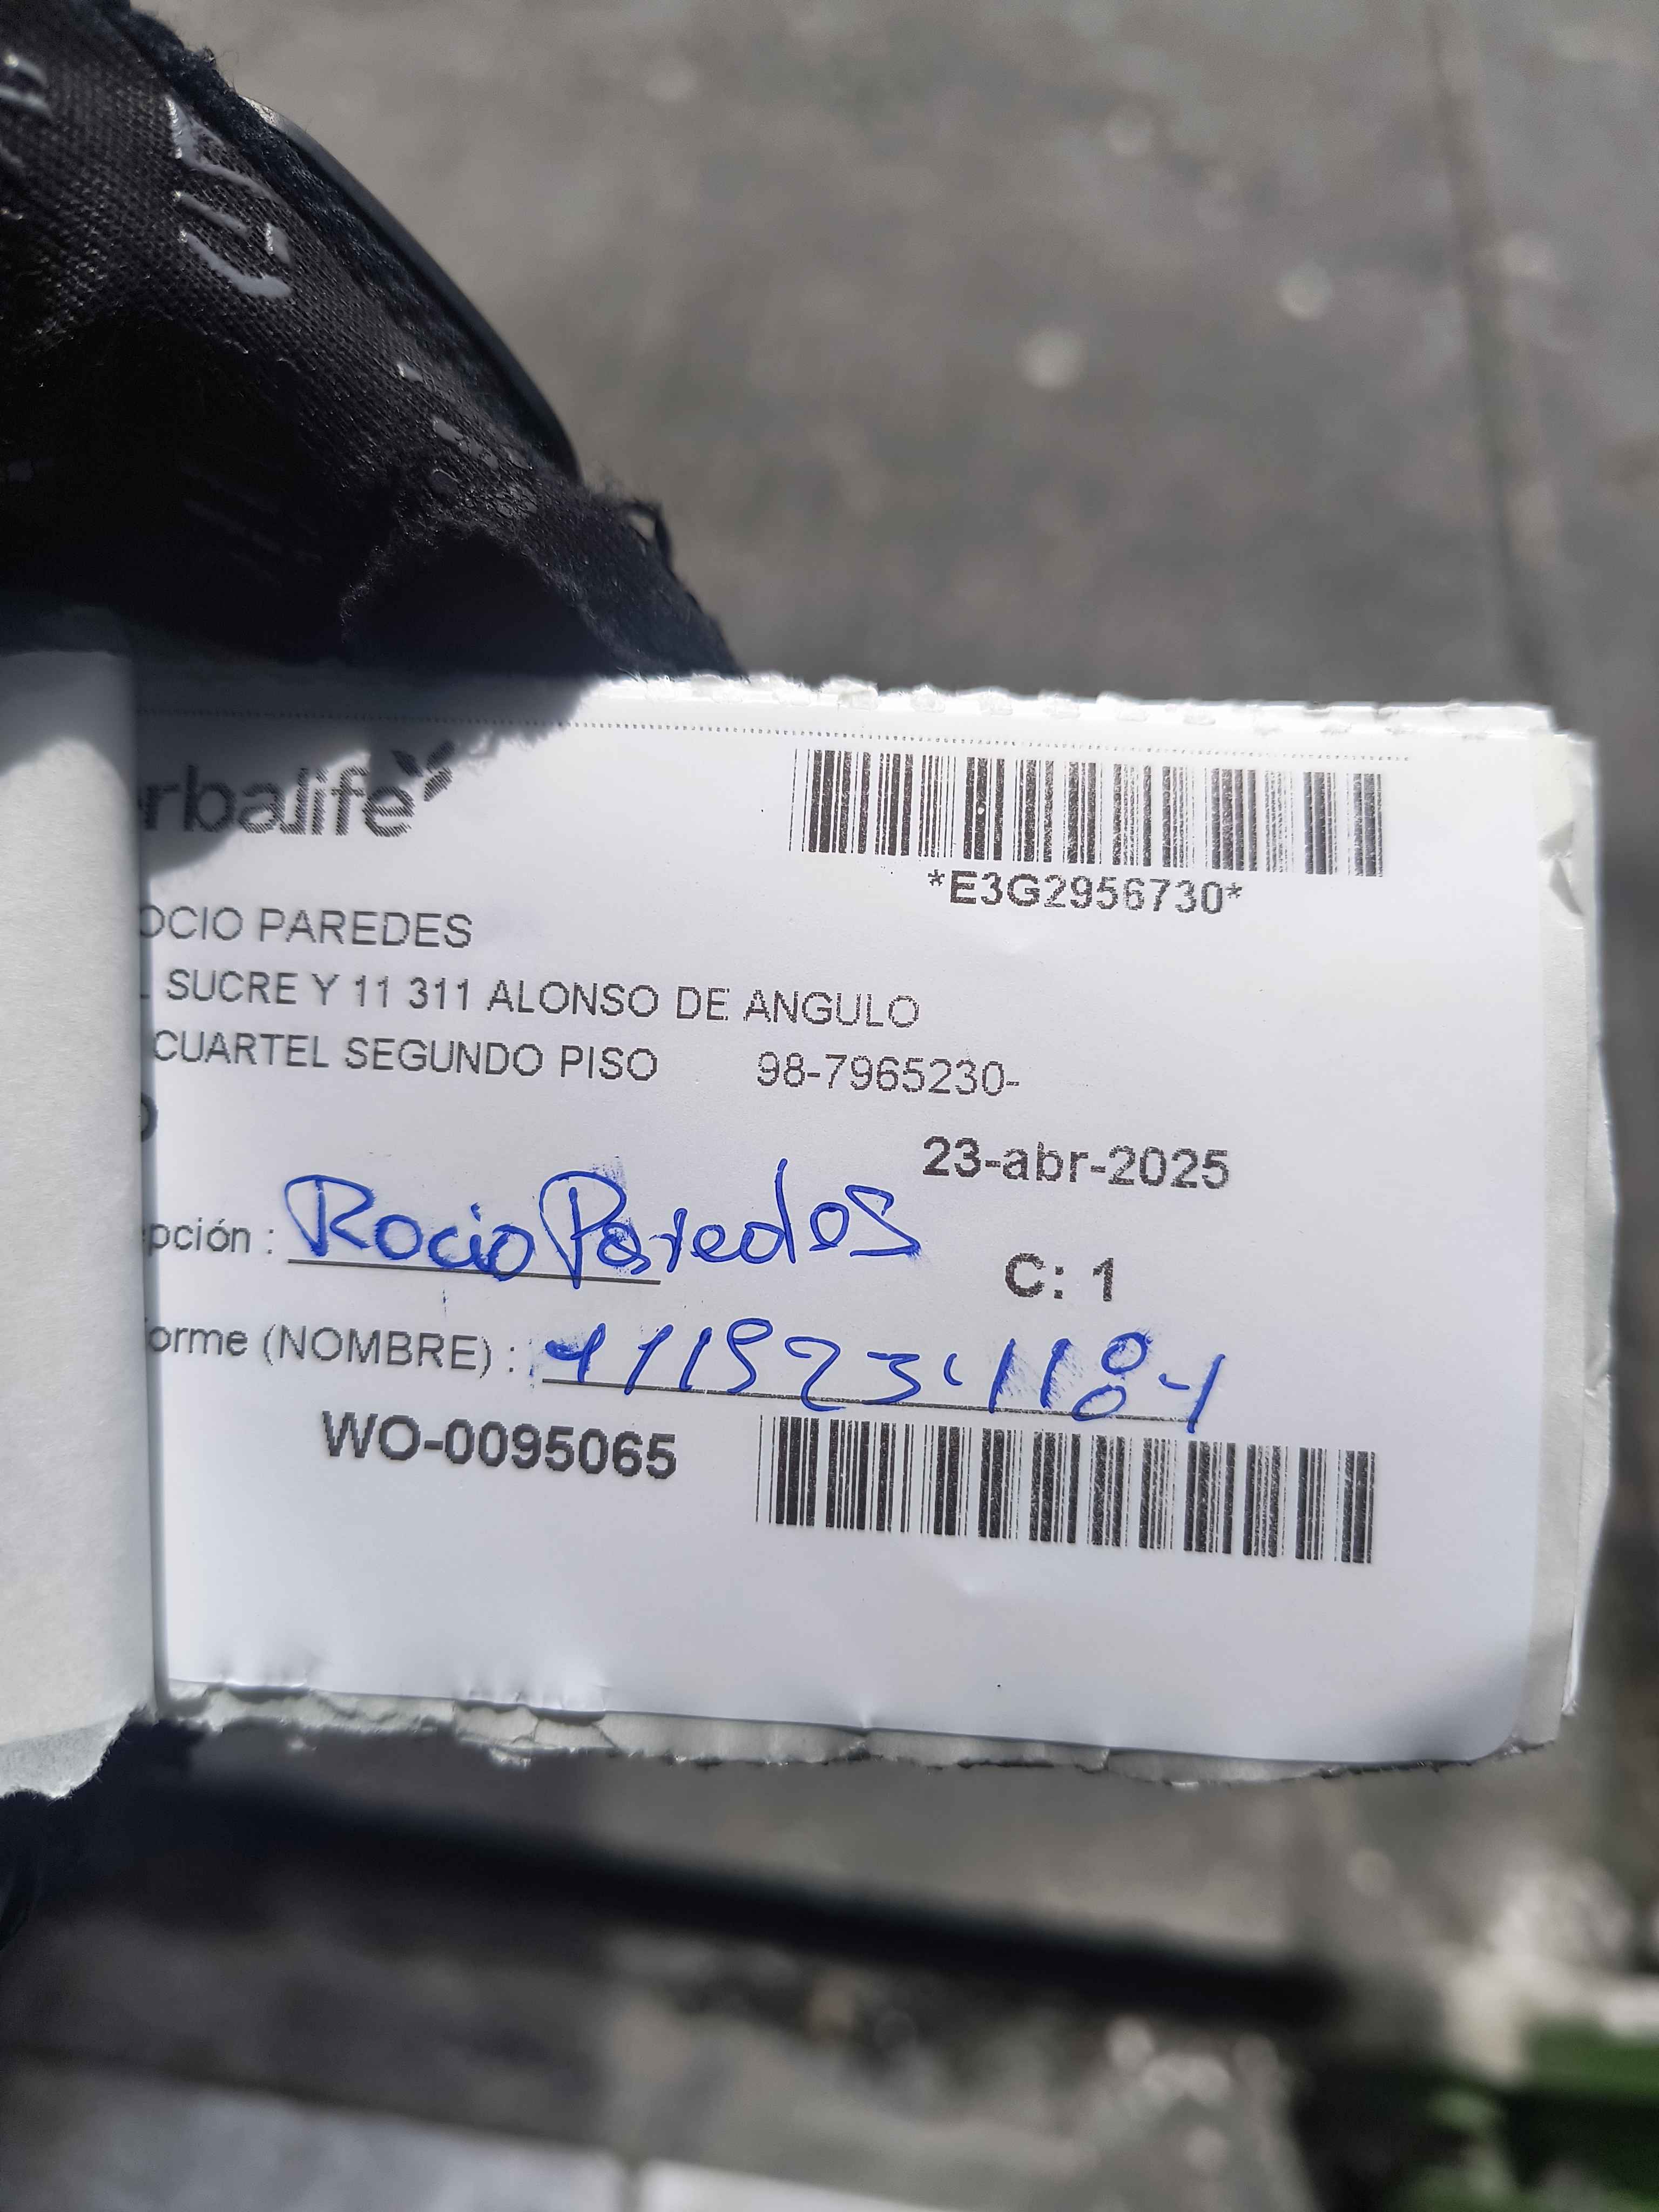 erbalife
*E3G2956730*
OCIO PAREDES
L SUCRE Y 11 311 ALONSO DE ANGULO
CUARTEL SEGUNDO PISO 98-7965230-
O
23-abr-2025
epción : Rocio Paredes
C: 1
forme (NOMBRE) :
WO-0095065